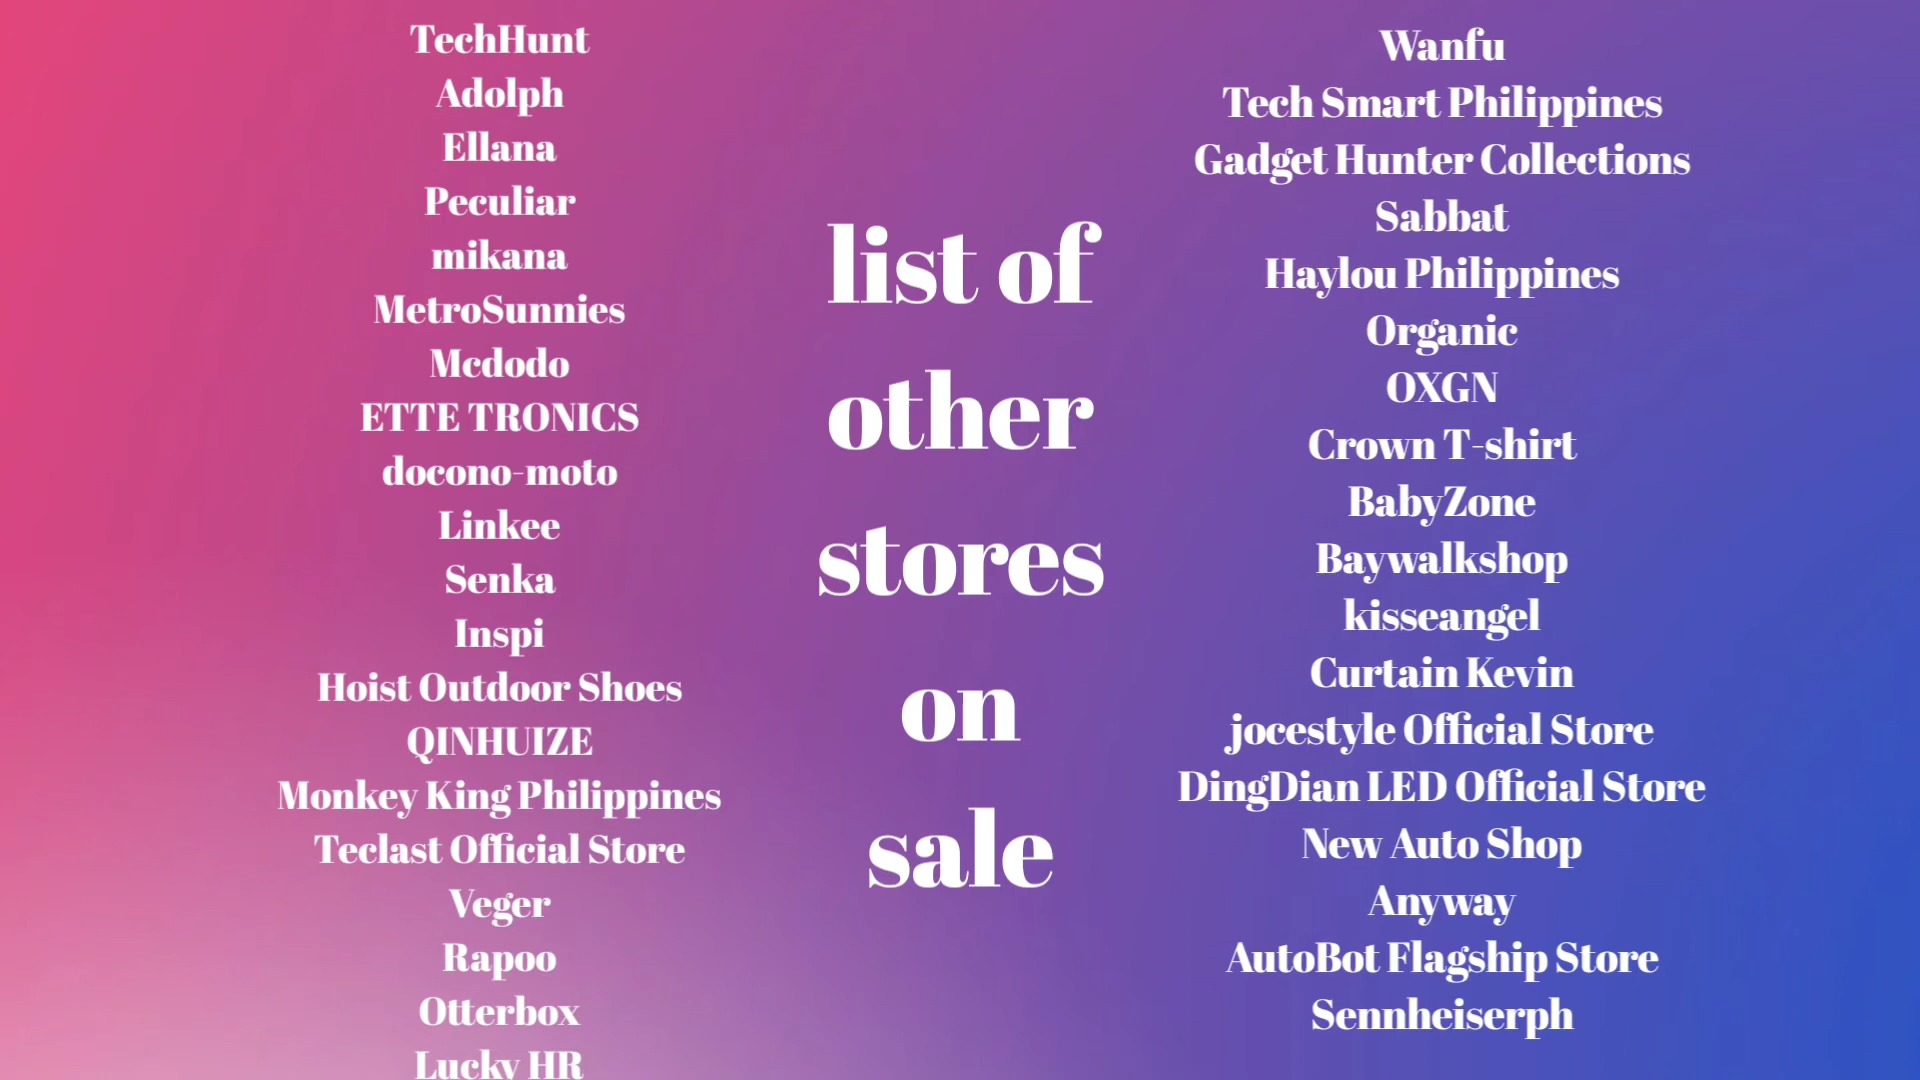 TechHunt
Adolph
Ellana
Peculiar
mikana
MetroSunnies
Mcdodo
ETTE TRONICS
docono-moto
Linkee
Senka
Inspi
Hoist Outdoor Shoes
QINHUIZE
Monkey King Philippines
Teclast Official Store
Veger
Rapoo
Otterbox
Lucky HR
list of
other
stores
on
sale
Wanfu
Tech Smart Philippines
Gadget Hunter Collections
Sabbat
Haylou Philippines
Organic
OXGN
Crown T-shirt
BabyZone
Baywalkshop
kisseangel
Curtain Kevin
jocestyle Official Store
DingDian LED Official Store
New Auto Shop
Anyway
AutoBot Flagship Store
Sennheiserph